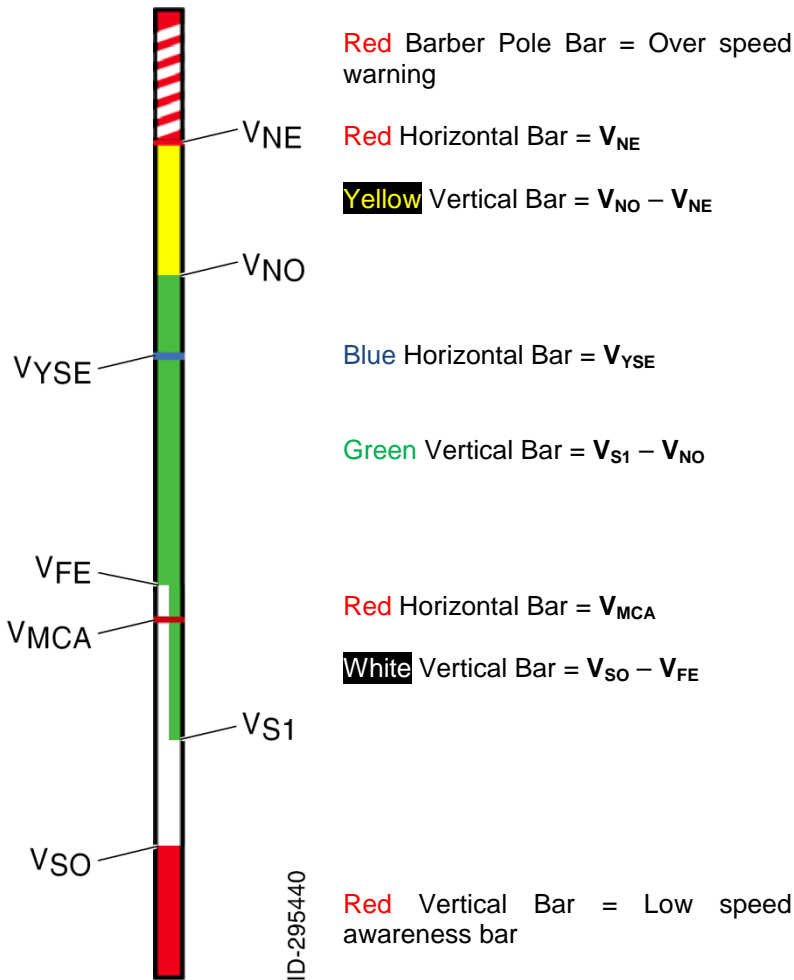 Red Barber Pole Bar = Over speed
warning
VNE
Red Horizontal Bar = VNE
Yellow Vertical Bar = VNO – VNE
VNO
VYSE
Blue Horizontal Bar = VYSE
Green Vertical Bar = VS1 – VNO
VFE
Red Horizontal Bar = VMCA
VMCA
White Vertical Bar = VSO – VFE
VS1
VSO
ID-295440
Red Vertical Bar = Low speed
awareness bar